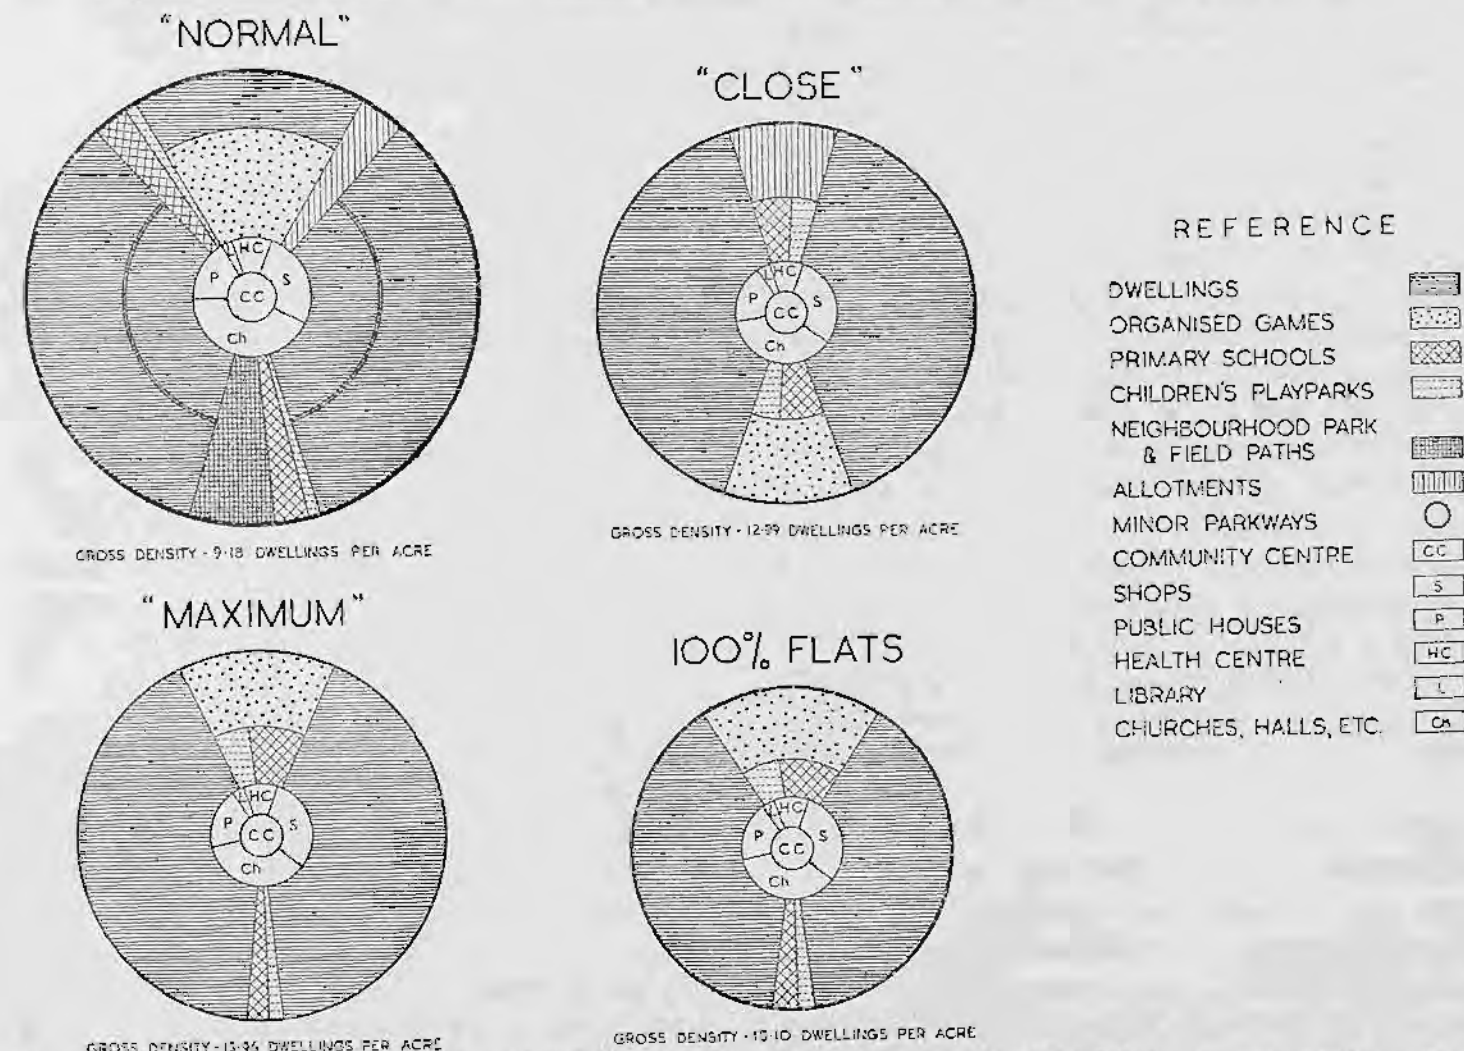 "NORMAL"
L
HC
P
S
CC
Ch
GROSS DENSITY - 9·18 DWELLINGS PER ACRE
"CLOSE"
L
HC
P
S
CC
Ch
GROSS DENSITY - 12·99 DWELLINGS PER ACRE
"MAXIMUM"
L
HC
P
S
CC
Ch
GROSS DENSITY - DWELLINGS PER ACRE
100% FLATS
L
HC
P
S
CC
Ch
GROSS DENSITY - DWELLINGS PER ACRE
REFERENCE
DWELLINGS
ORGANISED GAMES
PRIMARY SCHOOLS
CHILDREN'S PLAYPARKS
NEIGHBOURHOOD PARK
& FIELD PATHS
ALLOTMENTS
MINOR PARKWAYS
COMMUNITY CENTRE CC
SHOPS S
PUBLIC HOUSES P
HEALTH CENTRE HC
LIBRARY L
CHURCHES, HALLS, ETC. CH